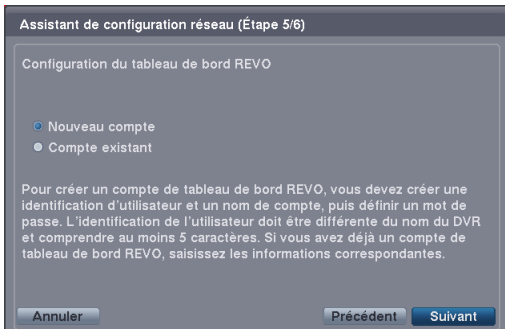 Assistant de configuration réseau (Étape 5/6)
Configuration du tableau de bord REVO
Nouveau compte
Compte existant
Pour créer un compte de tableau de bord REVO, vous devez créer une
identification d'utilisateur et un nom de compte, puis définir un mot de
passe. L'identification de l'utilisateur doit être différente du nom du DVR
et comprendre au moins 5 caractères. Si vous avez déjà un compte de
tableau de bord REVO, saisissez les informations correspondantes.
Annuler Précédent Suivant